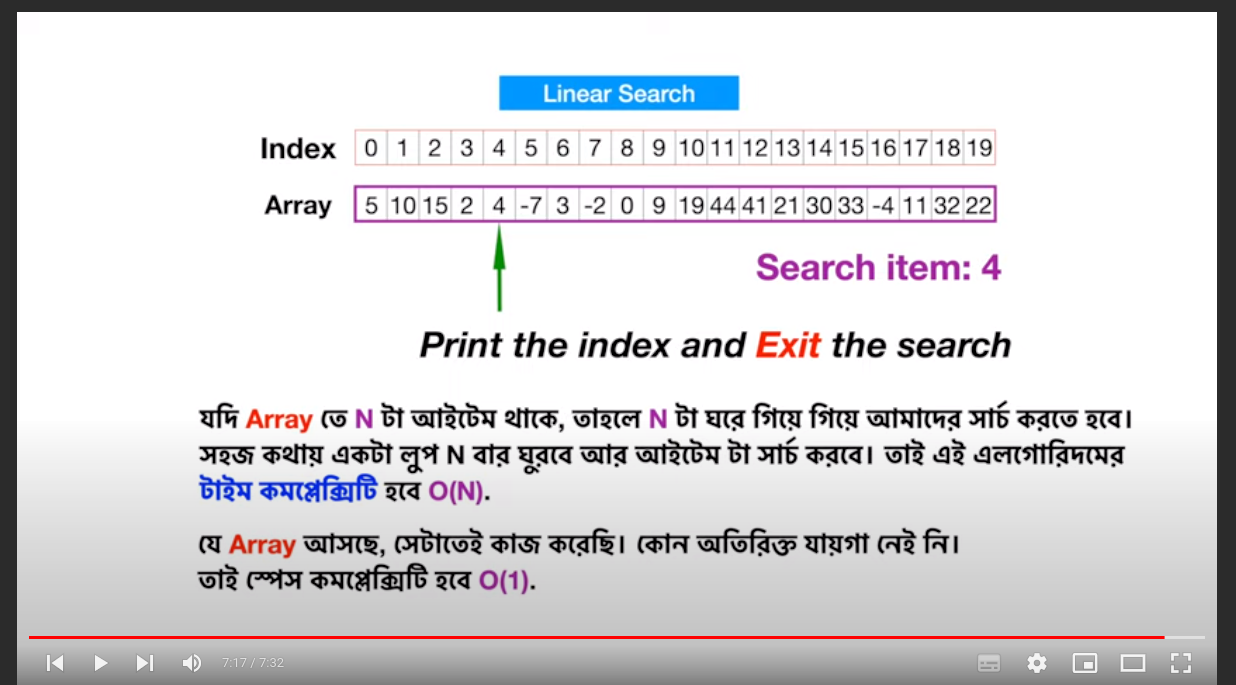 Linear Search
Index 0 1 2 3 4 5 6 7 8 9 10 11 12 13 14 15 16 17 18 19
Array 5 10 15 2 4 -7 3 -2 0 9 19 44 41 21 30 33 -4 11 32 22
Search item: 4
Print the index and Exit the search
যদি Array তে N টা আইটেম থাকে, তাহলে N টা ঘরে গিয়ে গিয়ে আমাদের সার্চ করতে হবে।
সহজ কথায় একটা লুপ N বার ঘুরবে আর আইটেম টা সার্চ করবে। তাই এই এলগোরিদমের
টাইম কমপ্লেক্সিটি হবে O(N).
যে Array আসছে, সেটাতেই কাজ করেছি। কোন অতিরিক্ত যায়গা নেই নি।
তাই স্পেস কমপ্লেক্সিটি হবে O(1).
7:17 / 7:32